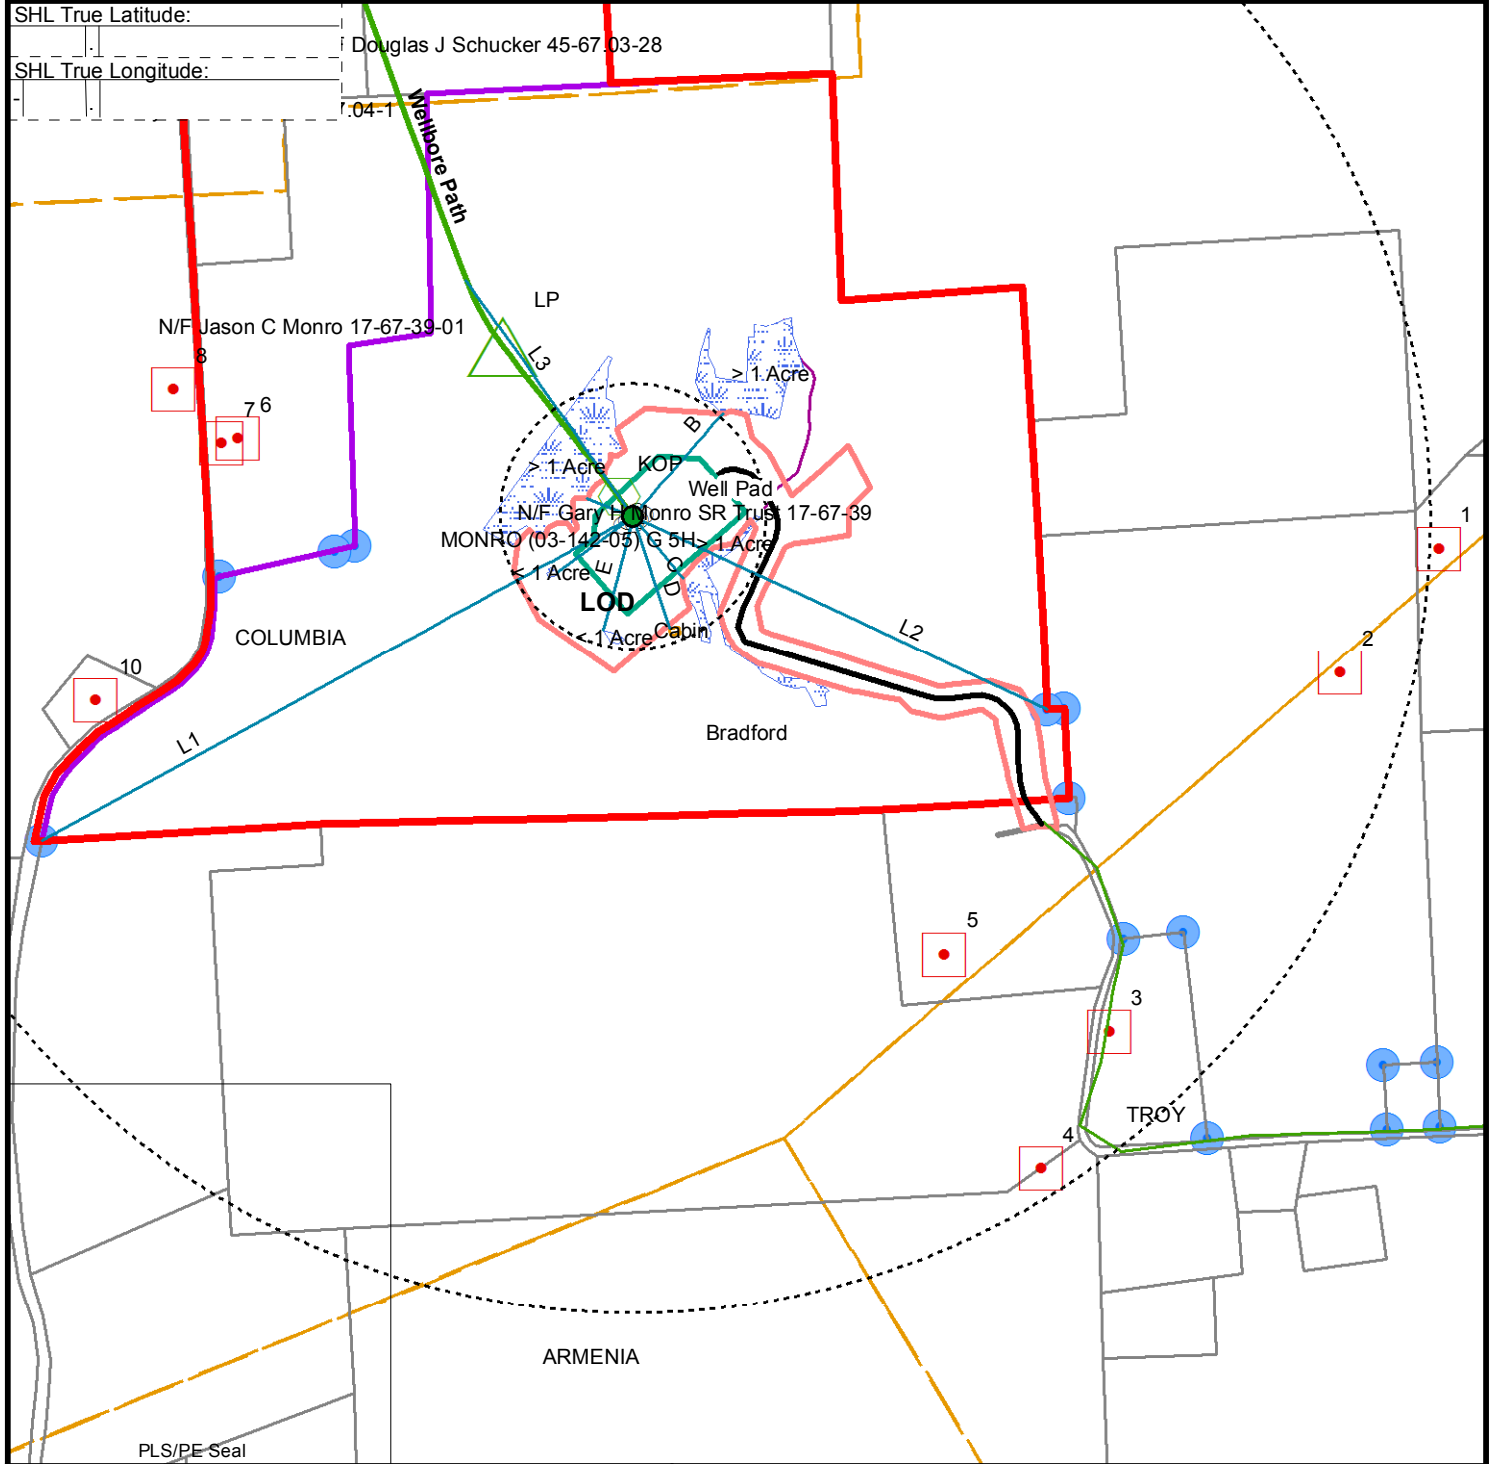 SHL True Latitude:
Douglas J Schucker 45-67.03-28
SHL True Longitude:
.04-1
Wellbore Path
LP
N/F Jason C Monro 17-67-39-01
8
L3
> 1 Acre
7
6
B
> 1 Acre
KOP
Well Pad
N/F Gary H Monro SR Trust 17-67-39
1
MONRO (03-142-05) G 5H
> 1 Acre
< 1 Acre
E
C
D
LOD
< 1 Acre
Cabin
L2
COLUMBIA
2
10
L1
Bradford
5
3
TROY
4
ARMENIA
PLS/PE Seal